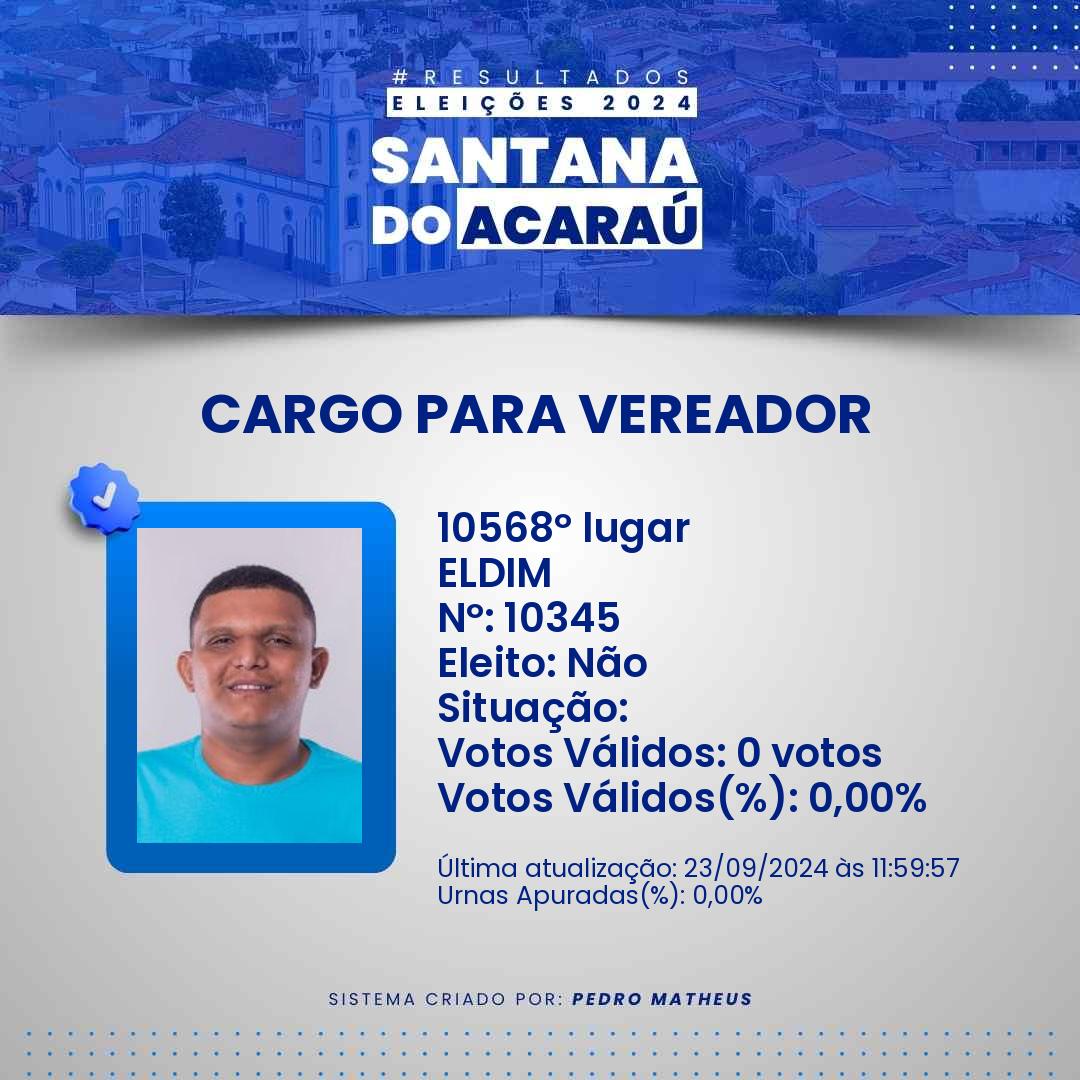 #RESULTADOS
ELEIÇÕES 2024
SANTANA
DO ACARAÚ
CARGO PARA VEREADOR
10568º lugar
ELDIM
Nº: 10345
Eleito: Não
Situação:
Votos Válidos: 0 votos
Votos Válidos(%): 0,00%
Última atualização: 23/09/2024 às 11:59:57
Urnas Apuradas(%): 0,00%
SISTEMA CRIADO POR: PEDRO MATHEUS